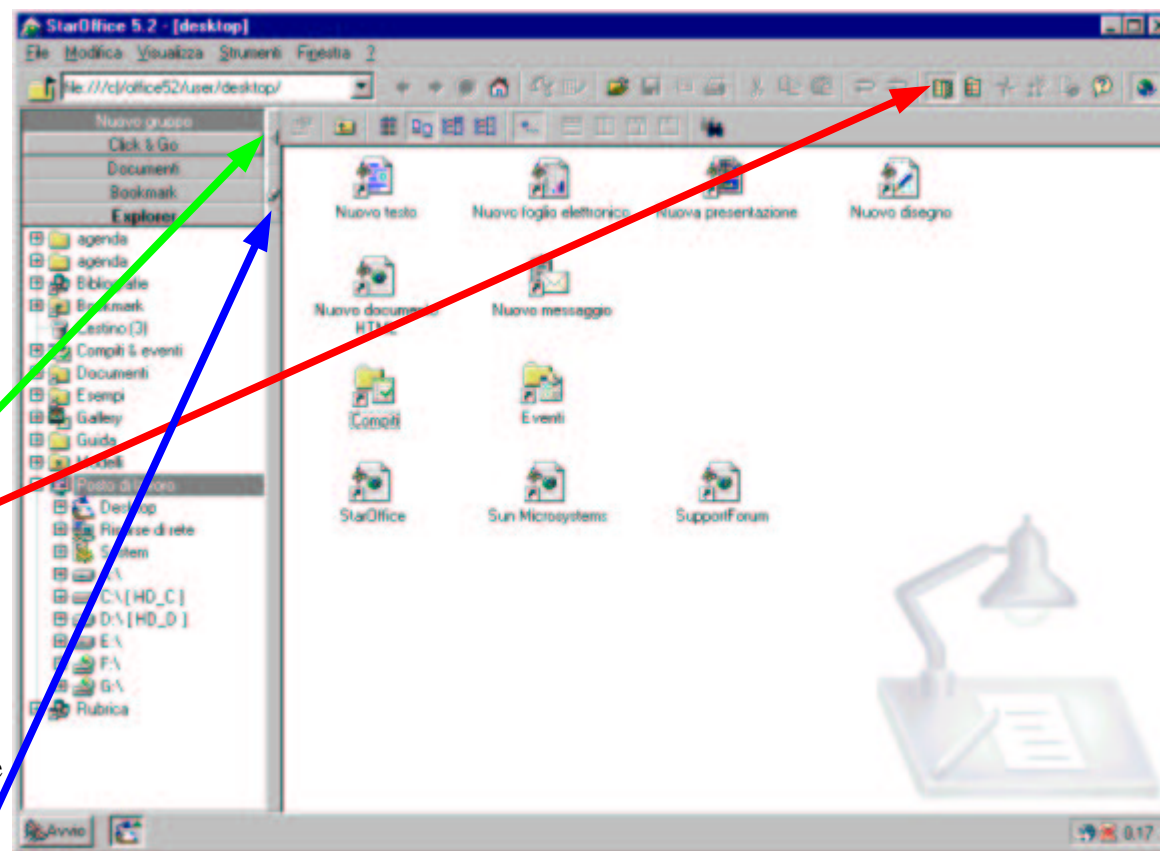 StarOffice 5.2 - [desktop]
File Modifica Visualizza Strumenti Finestra ?
file:///c|/office52/user/desktop/
Nuovo gruppo
Click & Go
Documenti
Bookmark
Explorer
agenda
agenda
Bibliografie
Bookmark
Cestino (3)
Compiti & eventi
Documenti
Esempi
Gallery
Guida
Modelli
Posto di lavoro
Desktop
Risorse di rete
System
C:\ [ HD_C ]
D:\ [ HD_D ]
E:\
F:\
G:\
Rubrica
Nuovo testo Nuovo foglio elettronico Nuova presentazione Nuovo disegno
Nuovo documento HTML Nuovo messaggio
Compiti Eventi
StarOffice Sun Microsystems SupportForum
e
Avvio 0.17